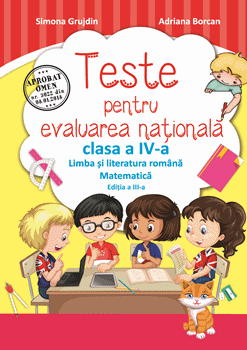 Simona Grujdin Adriana Borcan
APROBAT
OMEN
nr. 3022 din
08.01.2018
Teste
pentru
evaluarea națională
clasa a IV-a
Limba și literatura română
Matematică
Ediția a III-a